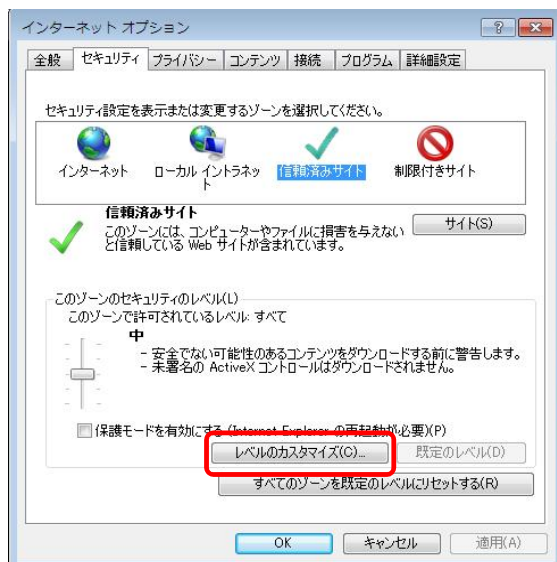 インターネット オプション
全般 セキュリティ プライバシー コンテンツ 接続 プログラム 詳細設定
セキュリティ設定を表示または変更するゾーンを選択してください。
インターネット
ローカル イントラネット
信頼済みサイト
制限付きサイト
信頼済みサイト
このゾーンには、コンピューターやファイルに損害を与えない
と信頼している Web サイトが含まれています。
サイト(S)
このゾーンのセキュリティのレベル(L)
このゾーンで許可されているレベル: すべて
中
- 安全でない可能性のあるコンテンツをダウンロードする前に警告します。
- 未署名の ActiveX コントロールはダウンロードされません。
保護モードを有効にする (Internet Explorer の再起動が必要)(P)
レベルのカスタマイズ(C)... 既定のレベル(D)
すべてのゾーンを既定のレベルにリセットする(R)
OK キャンセル 適用(A)